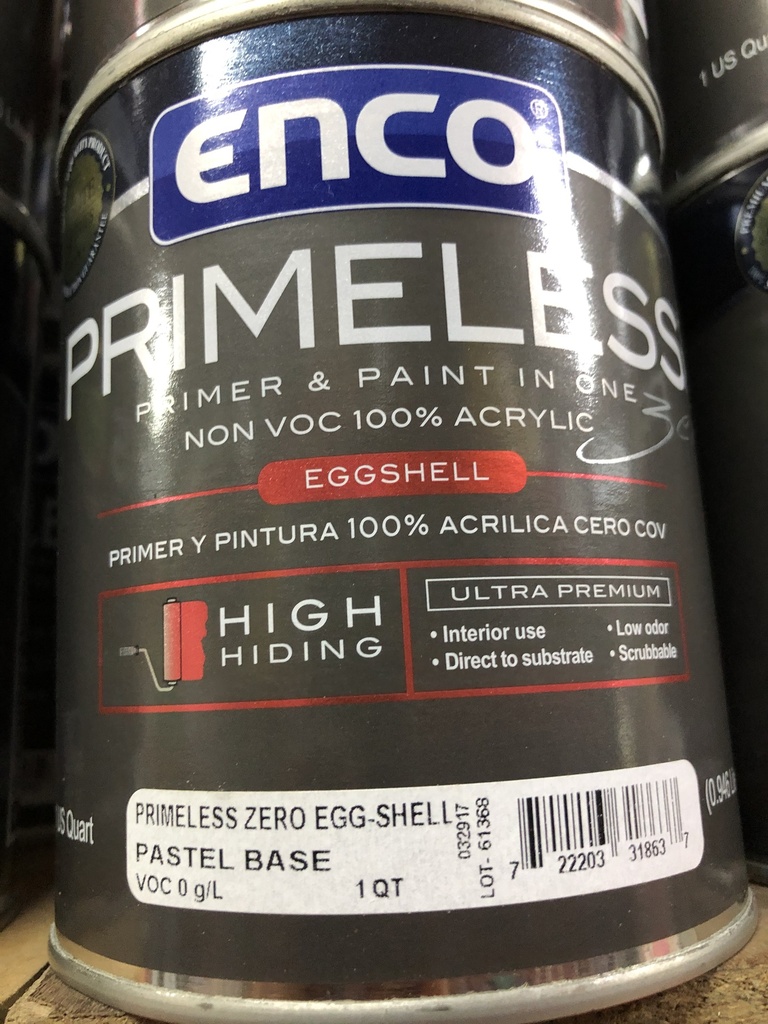 enco®
PRIMELESS
PRIMER & PAINT IN ONE
NON VOC 100% ACRYLIC
EGGSHELL
PRIMER Y PINTURA 100% ACRILICA CERO COV
HIGH
HIDING
ULTRA PREMIUM
• Interior use
• Low odor
• Direct to substrate
• Scrubbable
US Quart
PRIMELESS ZERO EGG-SHELL
PASTEL BASE
VOC 0 g/L
1 QT
032917
LOT- 61368
7 22203 31863 7
1 US